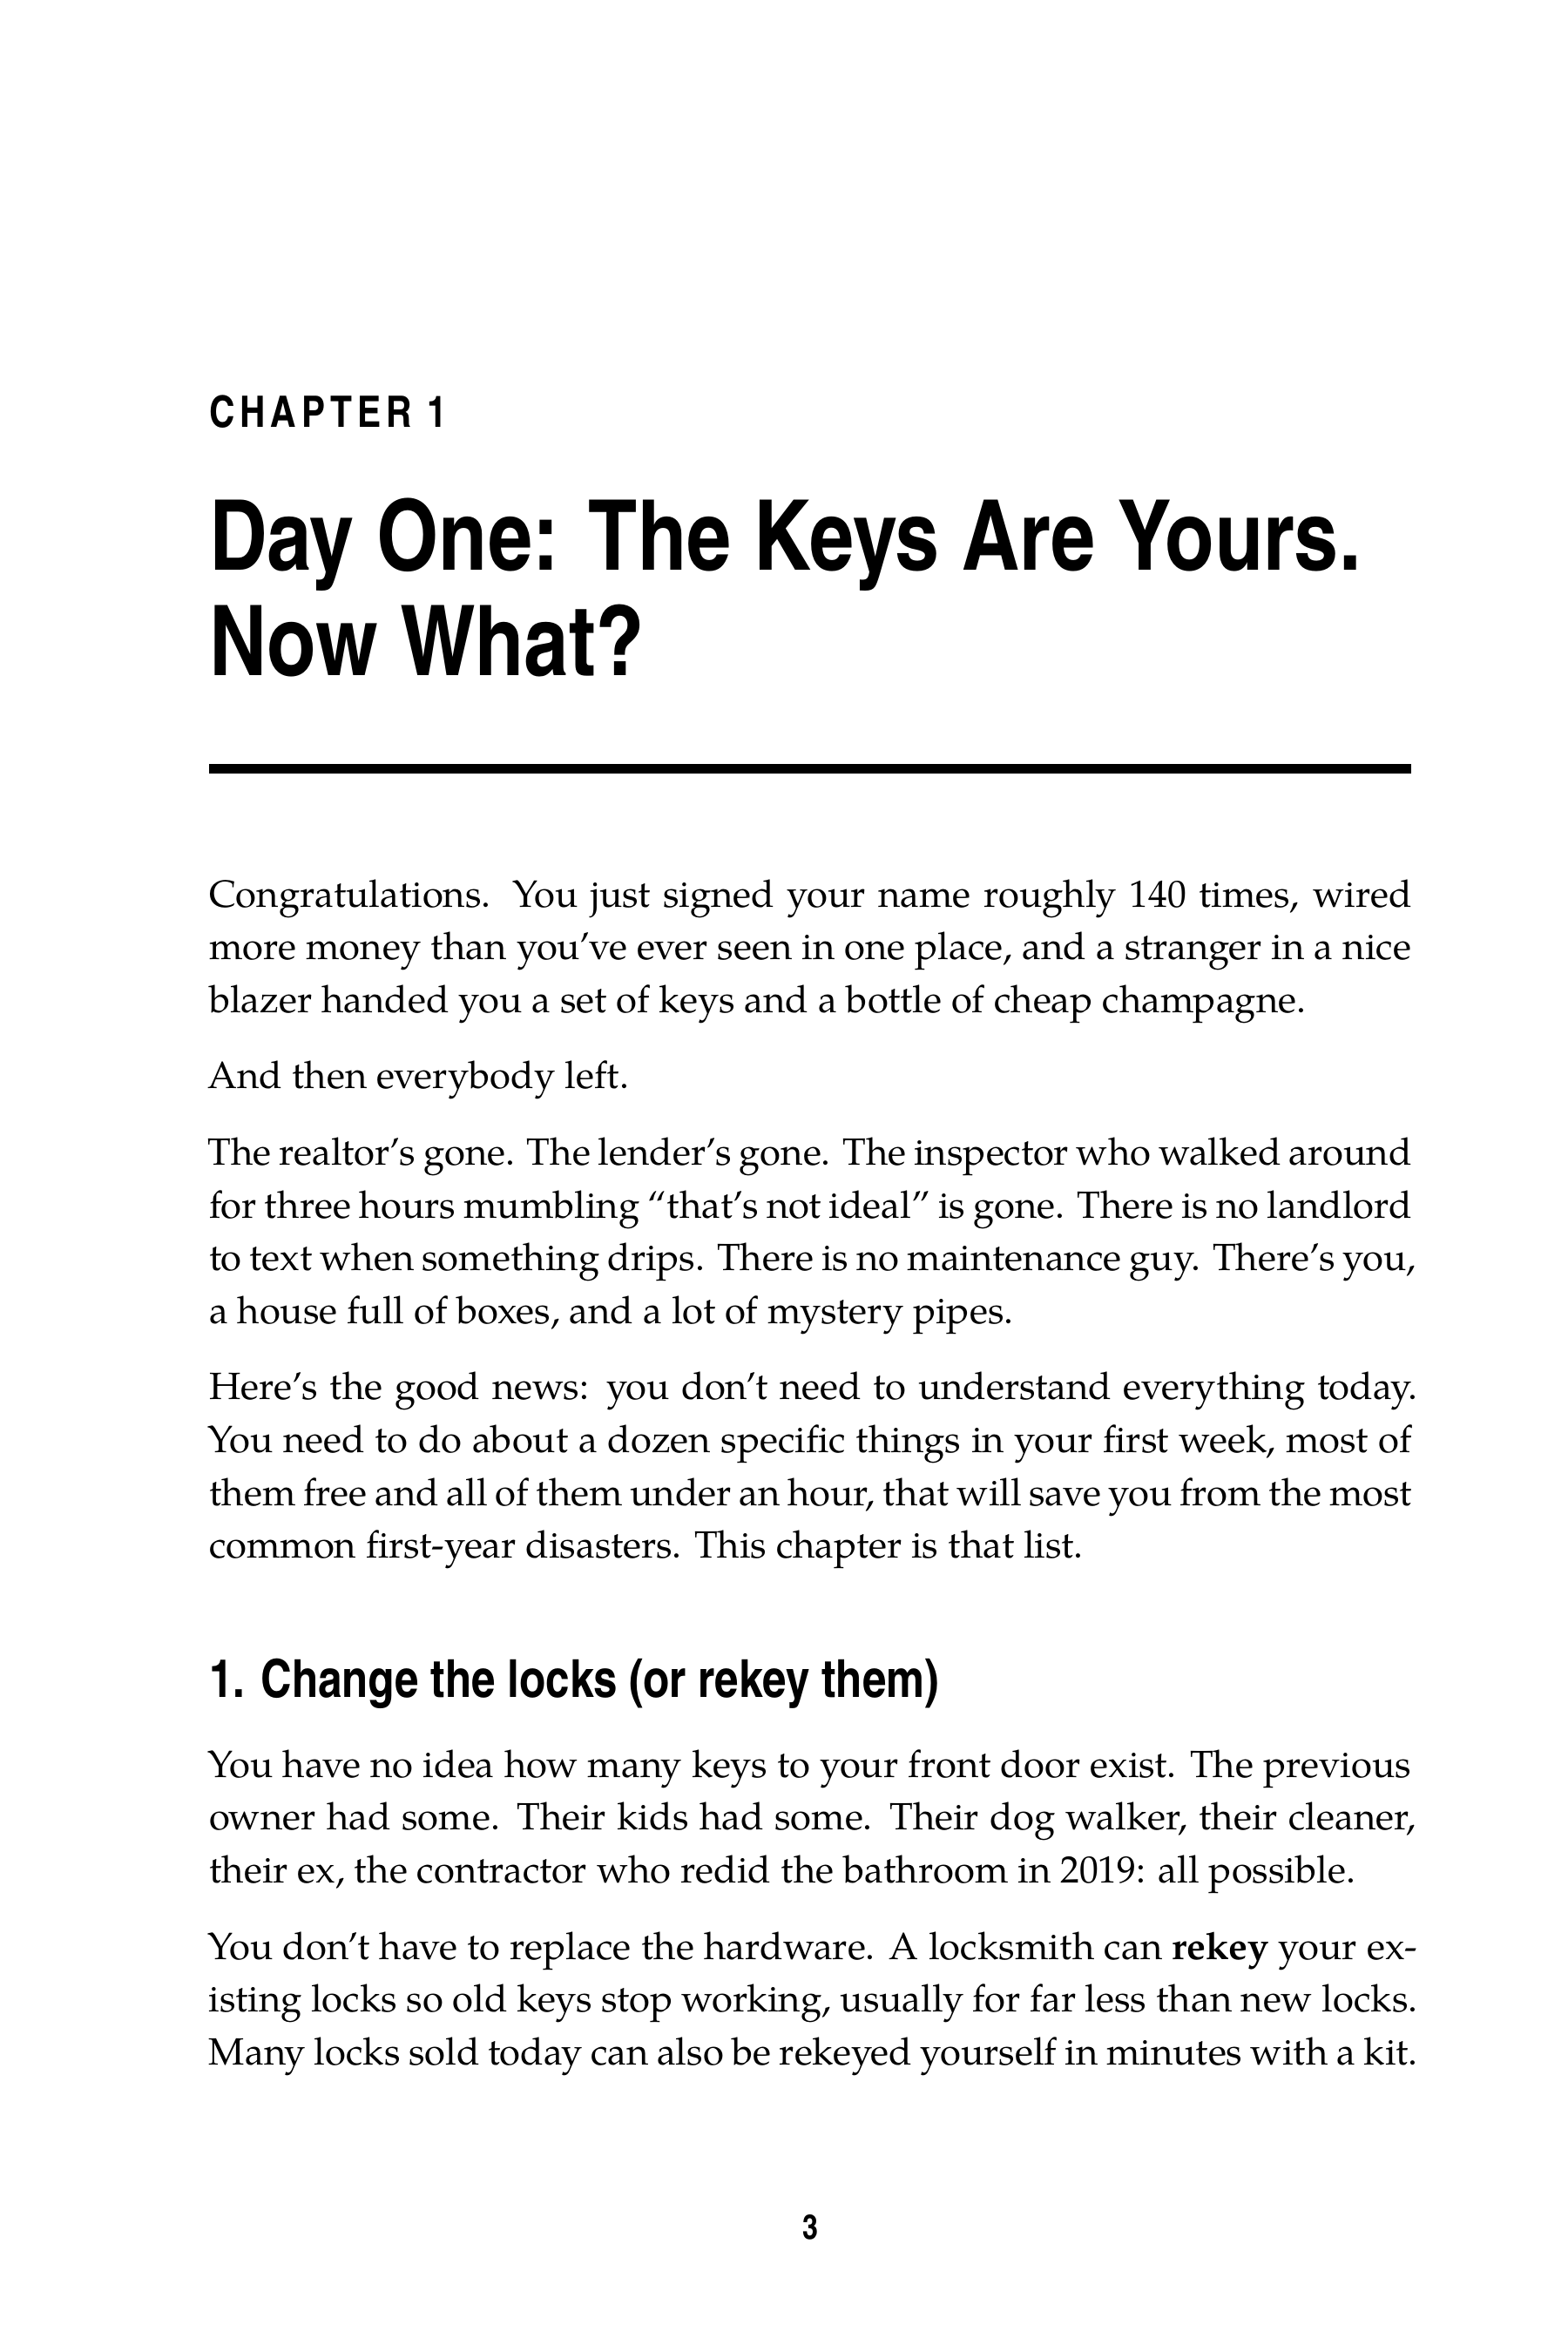 CHAPTER 1
Day One: The Keys Are Yours.
Now What?
Congratulations. You just signed your name roughly 140 times, wired
more money than you’ve ever seen in one place, and a stranger in a nice
blazer handed you a set of keys and a bottle of cheap champagne.
And then everybody left.
The realtor’s gone. The lender’s gone. The inspector who walked around
for three hours mumbling “that’s not ideal” is gone. There is no landlord
to text when something drips. There is no maintenance guy. There’s you,
a house full of boxes, and a lot of mystery pipes.
Here’s the good news: you don’t need to understand everything today.
You need to do about a dozen specific things in your first week, most of
them free and all of them under an hour, that will save you from the most
common first-year disasters. This chapter is that list.
1. Change the locks (or rekey them)
You have no idea how many keys to your front door exist. The previous
owner had some. Their kids had some. Their dog walker, their cleaner,
their ex, the contractor who redid the bathroom in 2019: all possible.
You don’t have to replace the hardware. A locksmith can rekey your ex-
isting locks so old keys stop working, usually for far less than new locks.
Many locks sold today can also be rekeyed yourself in minutes with a kit.
3